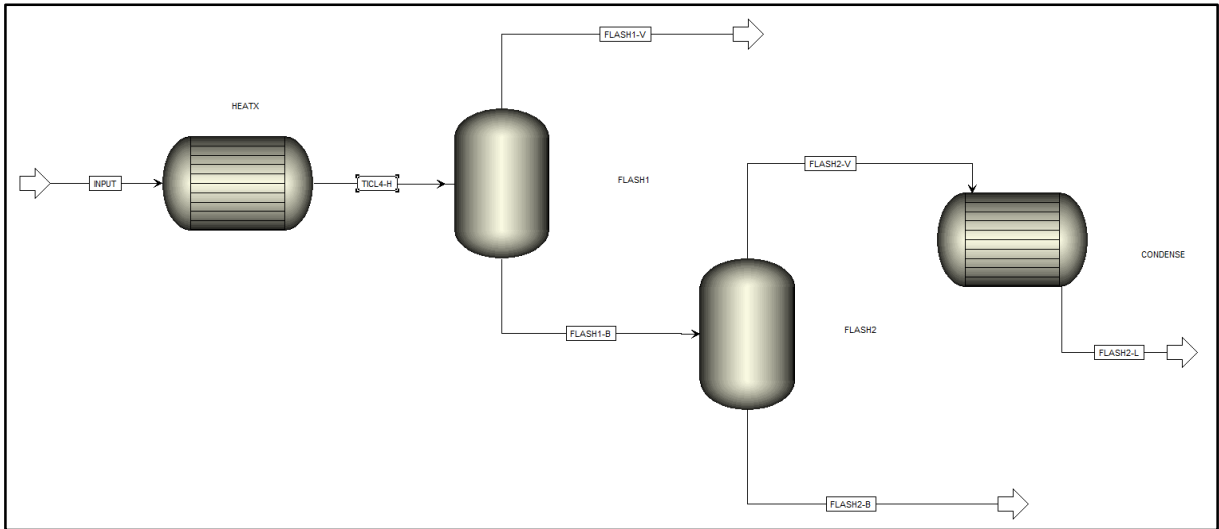 FLASH1-V
HEATX
INPUT
TICL4-H
FLASH1
FLASH2-V
CONDENSE
FLASH1-B
FLASH2
FLASH2-L
FLASH2-B